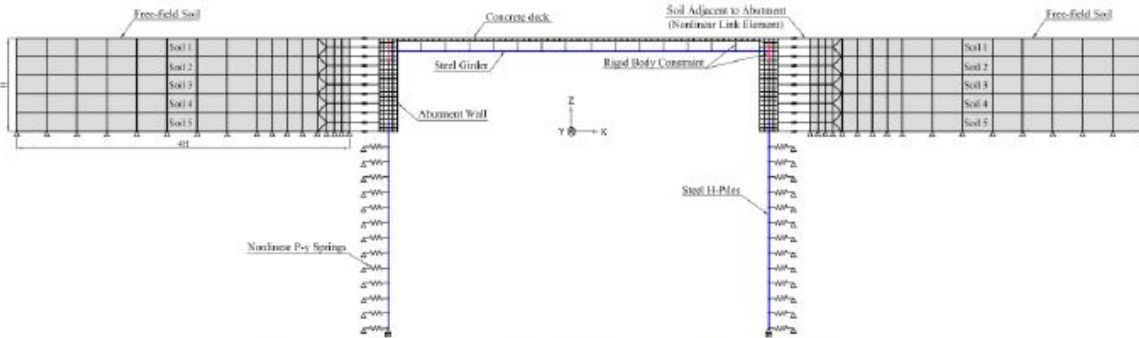 Free-field Soil
Concrete deck
Soil Adjacent to Abutment
(Nonlinear Link Element)
Free-field Soil
Soil 1
Soil 2
Soil 3
Soil 4
Soil 5
H
4H
Steel Girder
Rigid Body Constraint
Abutment Wall
Z
Y
X
Soil 1
Soil 2
Soil 3
Soil 4
Soil 5
Steel H-Piles
Nonlinear P-y Springs